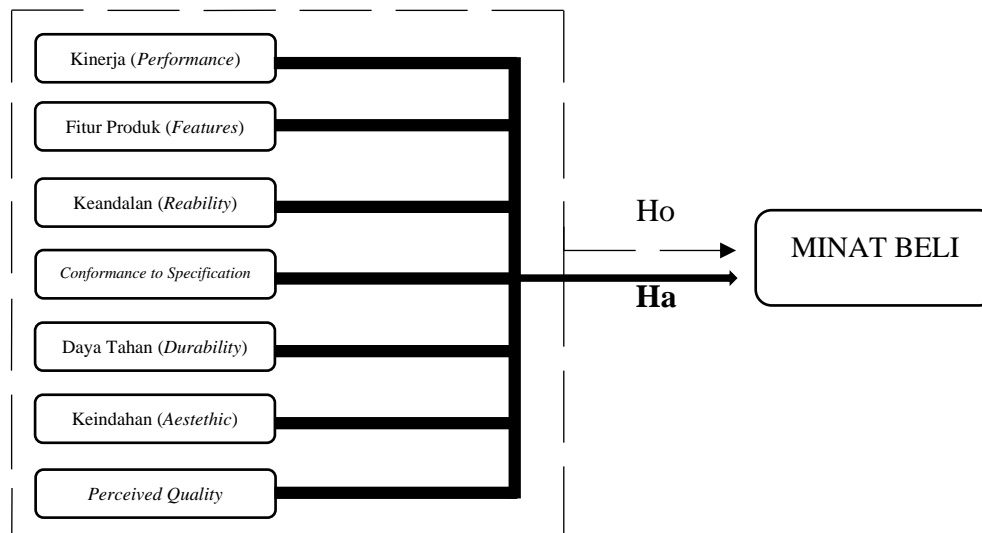 Kinerja (Performance)
Fitur Produk (Features)
Keandalan (Reability)
Conformance to Specification
Daya Tahan (Durability)
Keindahan (Aestethic)
Perceived Quality
Ho
Ha
MINAT BELI